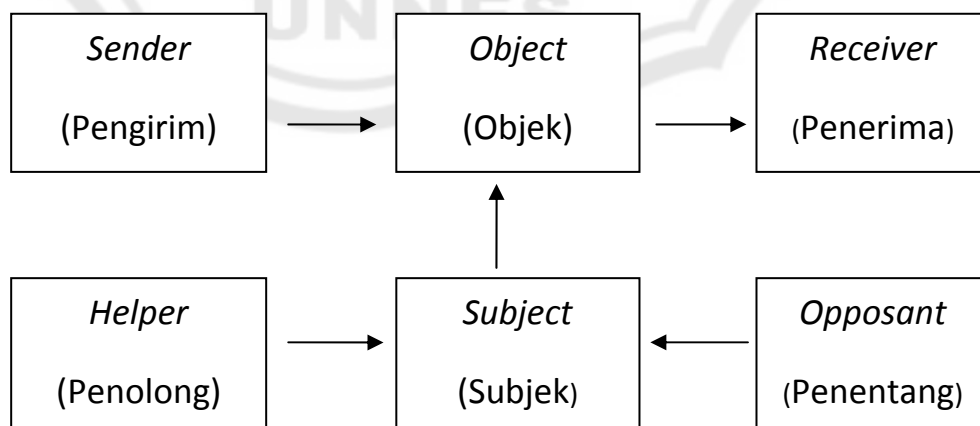 UNNES
Sender
(Pengirim)
Object
(Objek)
Receiver
(Penerima)
Helper
(Penolong)
Subject
(Subjek)
Opposant
(Penentang)